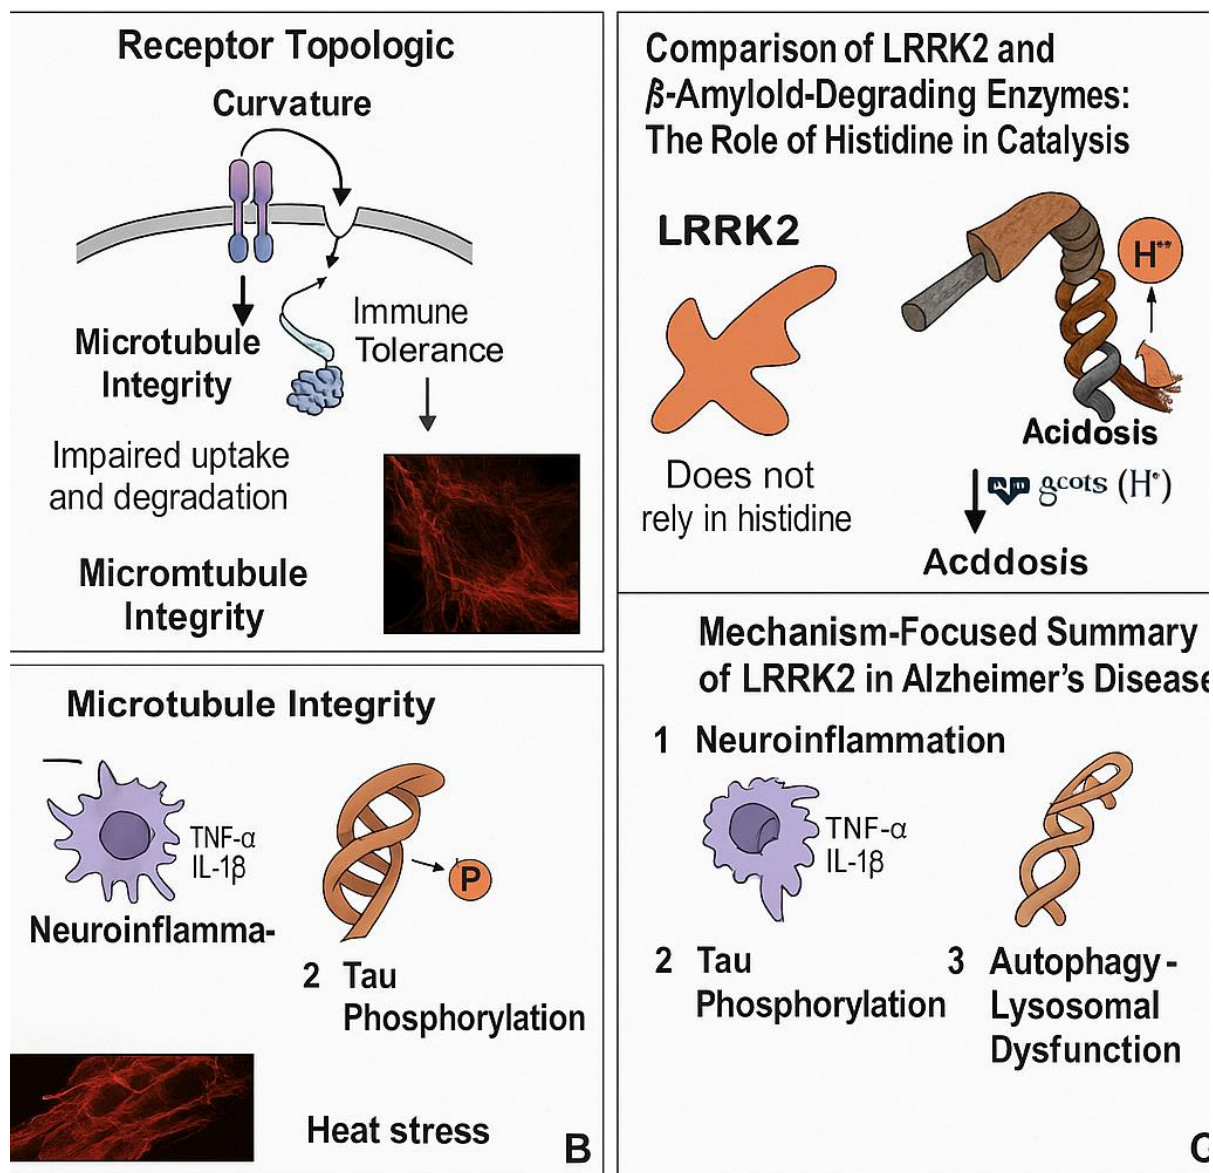 Receptor Topologic
Curvature
Microtubule
Integrity
Immune
Tolerance
Impaired uptake
and degradation
Micromtubule
Integrity
Comparison of LRRK2 and
β-Amylold-Degrading Enzymes:
The Role of Histidine in Catalysis
LRRK2
Does not
rely in histidine
Acidosis
gcots
Acddosis
Microtubule Integrity
TNF-α
IL-1β
Neuroinflamma-
P
2 Tau
Phosphorylation
Heat stress
B
Mechanism-Focused Summary
of LRRK2 in Alzheimer's Disease
1 Neuroinflammation
TNF-α
IL-1β
2 Tau
Phosphorylation
3 Autophagy-
Lysosomal
Dysfunction